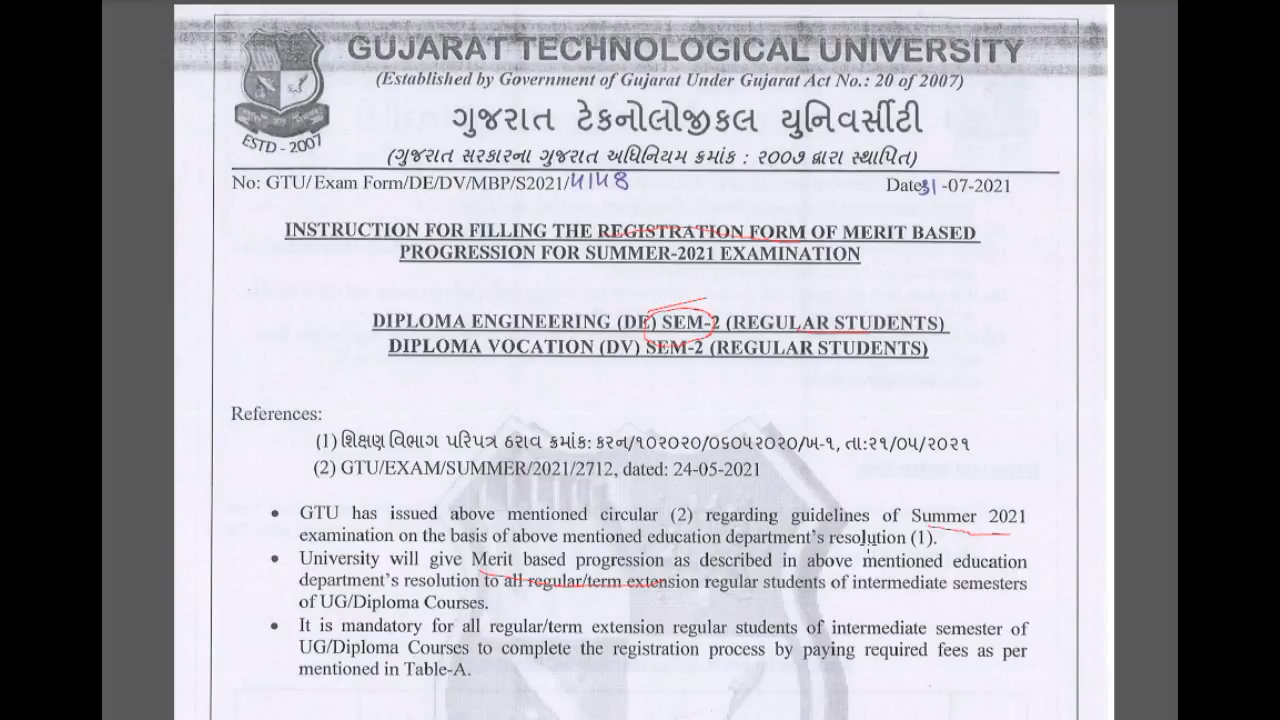 GUJARAT TECHNOLOGICAL UNIVERSITY
(Established by Government of Gujarat Under Gujarat Act No.: 20 of 2007)
ગુજરાત ટેકનોલોજીકલ યુનિવર્સીટી
(ગુજરાત સરકારના ગુજરાત અધિનિયમ ક્રમાંક : ૨૦૦૭ દ્વારા સ્થાપિત)
ESTD - 2007
No: GTU/Exam Form/DE/DV/MBP/S2021/૫૧૫8 Date:31-07-2021
INSTRUCTION FOR FILLING THE REGISTRATION FORM OF MERIT BASED
PROGRESSION FOR SUMMER-2021 EXAMINATION
DIPLOMA ENGINEERING (DE) SEM-2 (REGULAR STUDENTS)
DIPLOMA VOCATION (DV) SEM-2 (REGULAR STUDENTS)
References:
(1) શિક્ષણ વિભાગ પરિપત્ર ઠરાવ ક્રમાંક: કરન/૧૦૨૦૨૦/૦૬૦૫૨૦૨૦/ખ-૧, તા:૨૧/૦૫/૨૦૨૧
(2) GTU/EXAM/SUMMER/2021/2712, dated: 24-05-2021
• GTU has issued above mentioned circular (2) regarding guidelines of Summer 2021
examination on the basis of above mentioned education department's resolution (1).
• University will give Merit based progression as described in above mentioned education
department's resolution to all regular/term extension regular students of intermediate semesters
of UG/Diploma Courses.
• It is mandatory for all regular/term extension regular students of intermediate semester of
UG/Diploma Courses to complete the registration process by paying required fees as per
mentioned in Table-A.